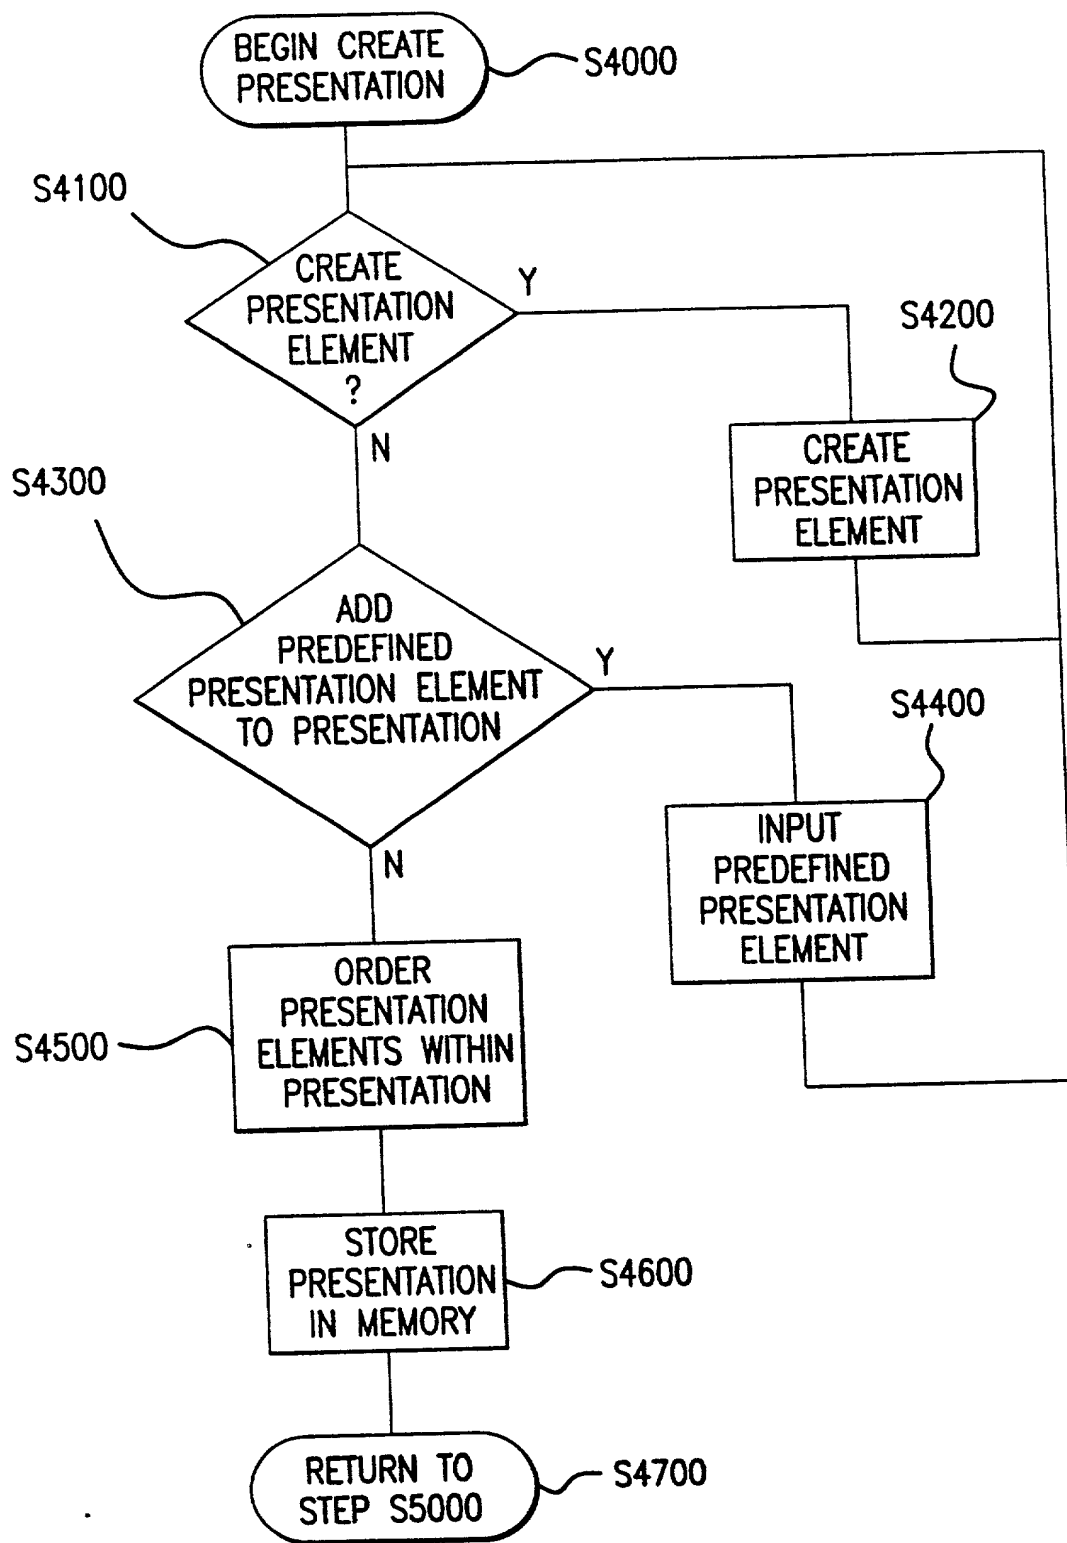 BEGIN CREATE
PRESENTATION
S4000
S4100
CREATE
PRESENTATION
ELEMENT
?
Y
N
S4200
CREATE
PRESENTATION
ELEMENT
S4300
ADD
PREDEFINED
PRESENTATION ELEMENT
TO PRESENTATION
Y
N
S4400
INPUT
PREDEFINED
PRESENTATION
ELEMENT
ORDER
PRESENTATION
ELEMENTS WITHIN
PRESENTATION
S4500
STORE
PRESENTATION
IN MEMORY
S4600
RETURN TO
STEP S5000
S4700